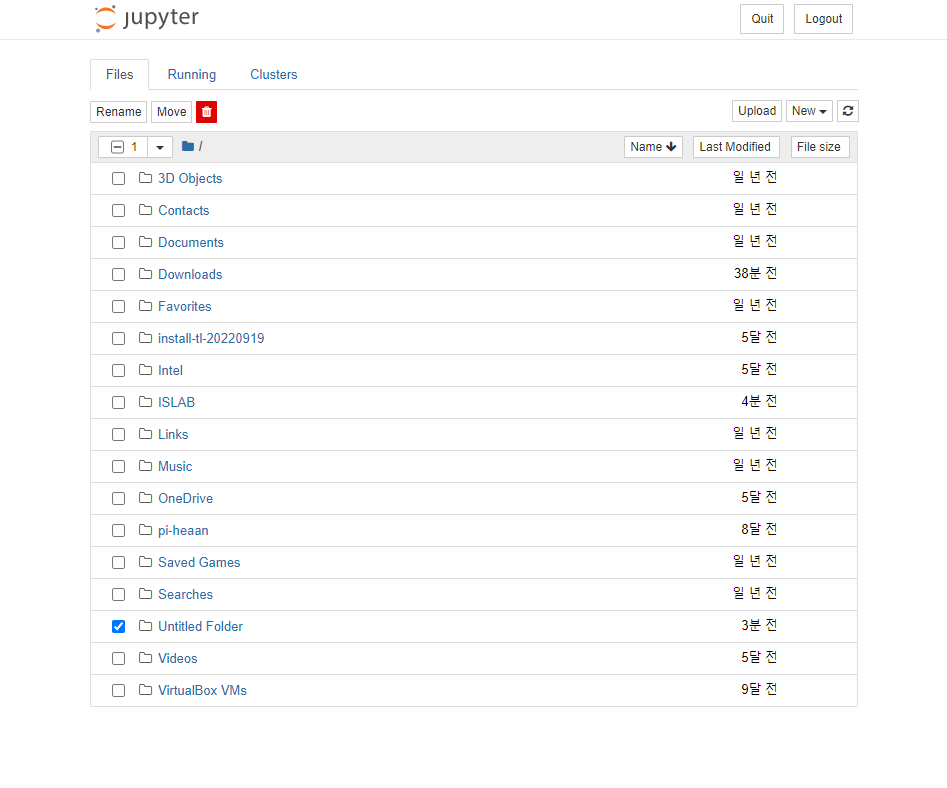 jupyter Quit Logout
Files Running Clusters
Rename Move Upload New
1 / Name Last Modified File size
3D Objects 일 년 전
Contacts 일 년 전
Documents 일 년 전
Downloads 38분 전
Favorites 일 년 전
install-tl-20220919 5달 전
Intel 5달 전
ISLAB 4분 전
Links 일 년 전
Music 일 년 전
OneDrive 5달 전
pi-heaan 8달 전
Saved Games 일 년 전
Searches 일 년 전
Untitled Folder 3분 전
Videos 5달 전
VirtualBox VMs 9달 전